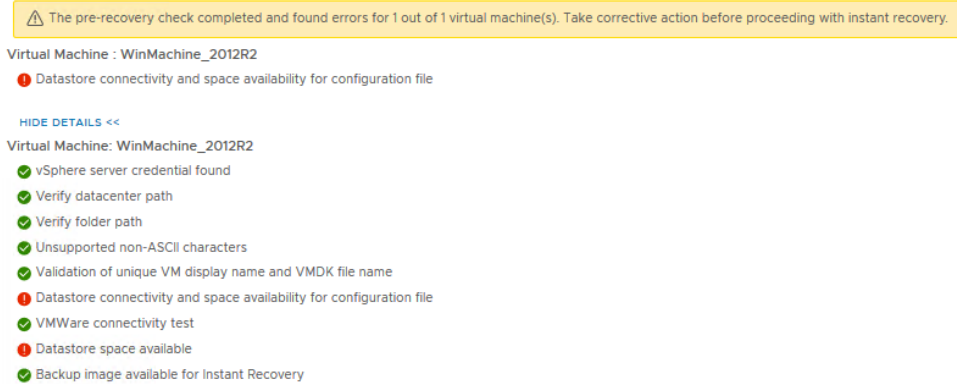 The pre-recovery check completed and found errors for 1 out of 1 virtual machine(s). Take corrective action before proceeding with instant recovery.
Virtual Machine : WinMachine_2012R2
Datastore connectivity and space availability for configuration file
HIDE DETAILS <<
Virtual Machine: WinMachine_2012R2
vSphere server credential found
Verify datacenter path
Verify folder path
Unsupported non-ASCII characters
Validation of unique VM display name and VMDK file name
Datastore connectivity and space availability for configuration file
VMWare connectivity test
Datastore space available
Backup image available for Instant Recovery